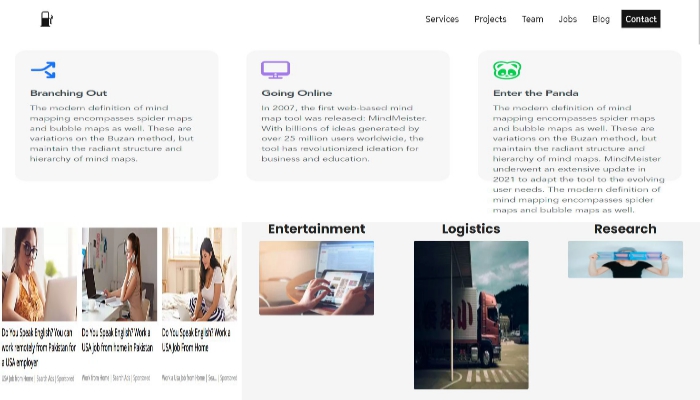 Services Projects Team Jobs Blog Contact
Branching Out
The modern definition of mind
mapping encompasses spider maps
and bubble maps as well. These are
variations on the Buzan method, but
maintain the radiant structure and
hierarchy of mind maps.
Going Online
In 2007, the first web-based mind
map tool was released: MindMeister.
With billions of ideas generated by
over 25 million users worldwide, the
tool has revolutionized ideation for
business and education.
Enter the Panda
The modern definition of mind
mapping encompasses spider maps
and bubble maps as well. These are
variations on the Buzan method, but
maintain the radiant structure and
hierarchy of mind maps. MindMeister
underwent an extensive update in
2021 to adapt the tool to the evolving
user needs. The modern definition of
mind mapping encompasses spider
maps and bubble maps as well.
Do You Speak English? You can
work remotely from Pakistan for
a USA employer
USA Job from Home | Search Ads | Sponsored
Do You Speak English? Work a
USA job from home in Pakistan
Work from Home | Search Ads | Sponsored
Do You Speak English? Work a
USA Job From Home
Work a Usa Job from Home | Sea... | Sponsored
Entertainment
Logistics
Research